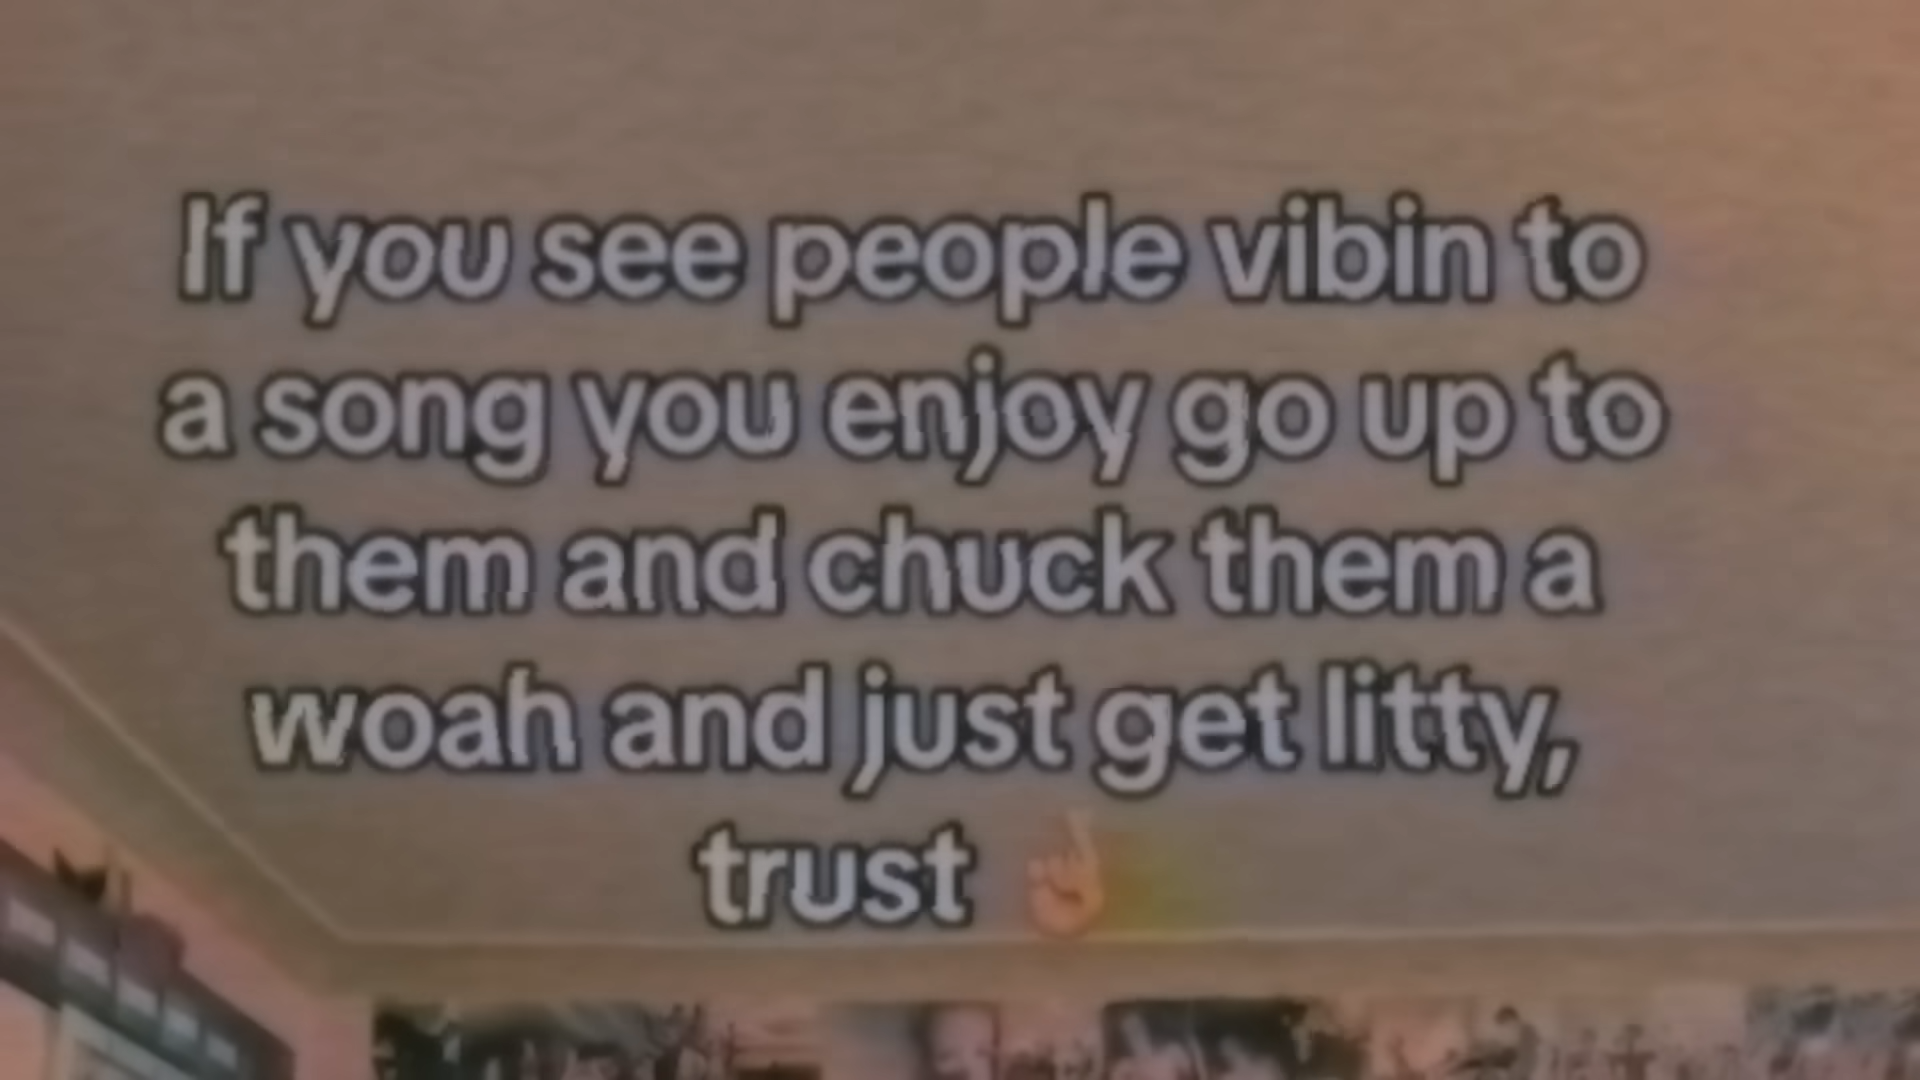 If you see people vibin to
a song you enjoy go up to
them and chuck them a
woah and just get litty,
trust 🤞